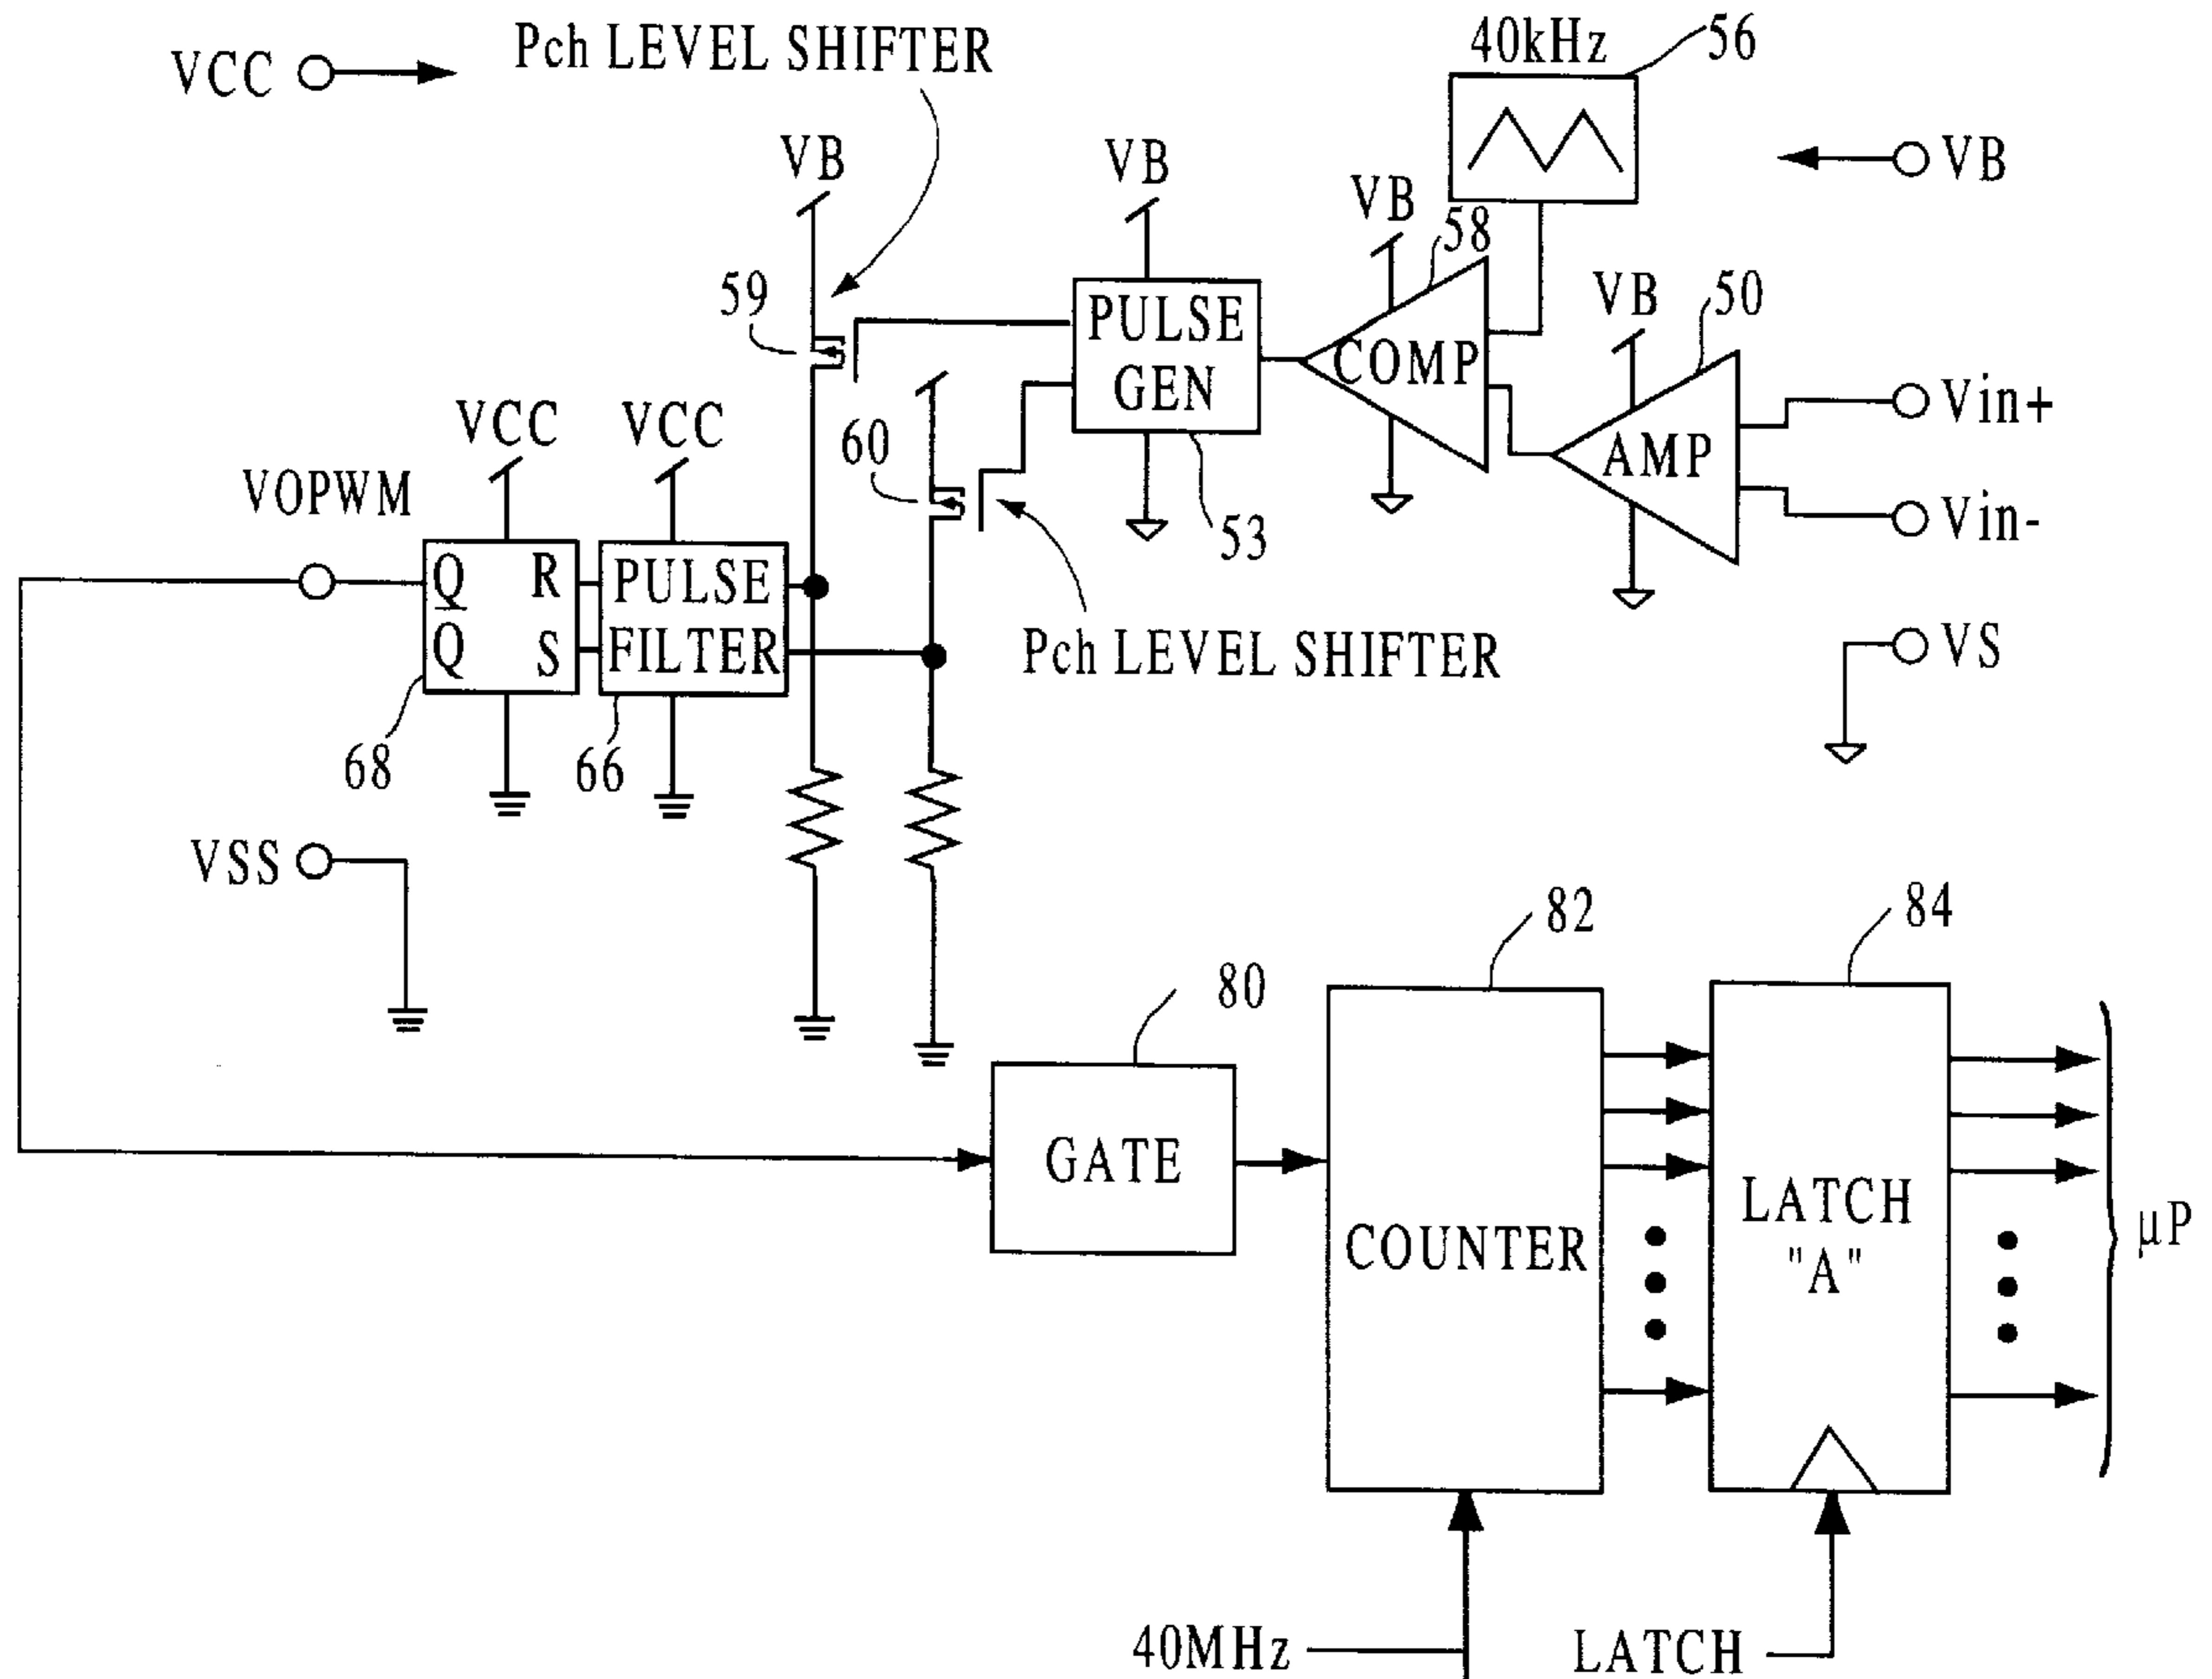 VCC
Pch LEVEL SHIFTER
40kHz
56
VB
VB
VB
VB
58
VB
50
59
PULSE
GEN
COMP
AMP
Vin+
Vin-
60
53
VCC
VCC
VOPWM
Q
R
Q
S
PULSE
FILTER
Pch LEVEL SHIFTER
VS
68
66
VSS
82
84
80
GATE
COUNTER
LATCH
"A"
μP
40MHz
LATCH